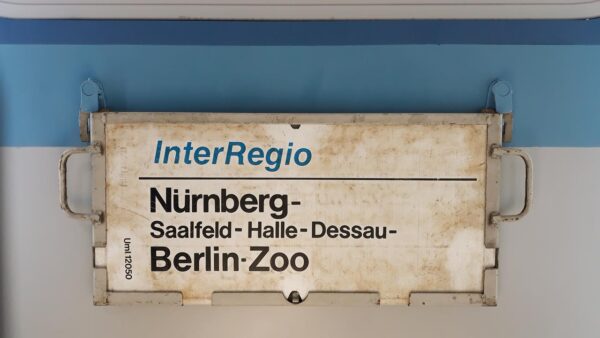 InterRegio
Nürnberg-
Saalfeld-Halle-Dessau-
Berlin-Zoo
Uml 12050